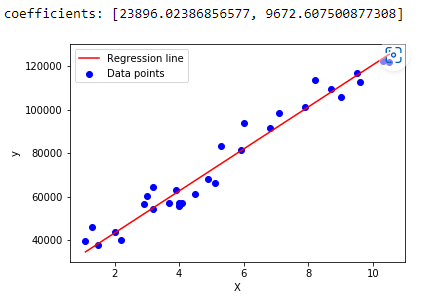 coefficients: [23896.02386856577, 9672.607500877308]
Regression line
Data points
120000
100000
80000
60000
40000
y
2 4 6 8 10
X